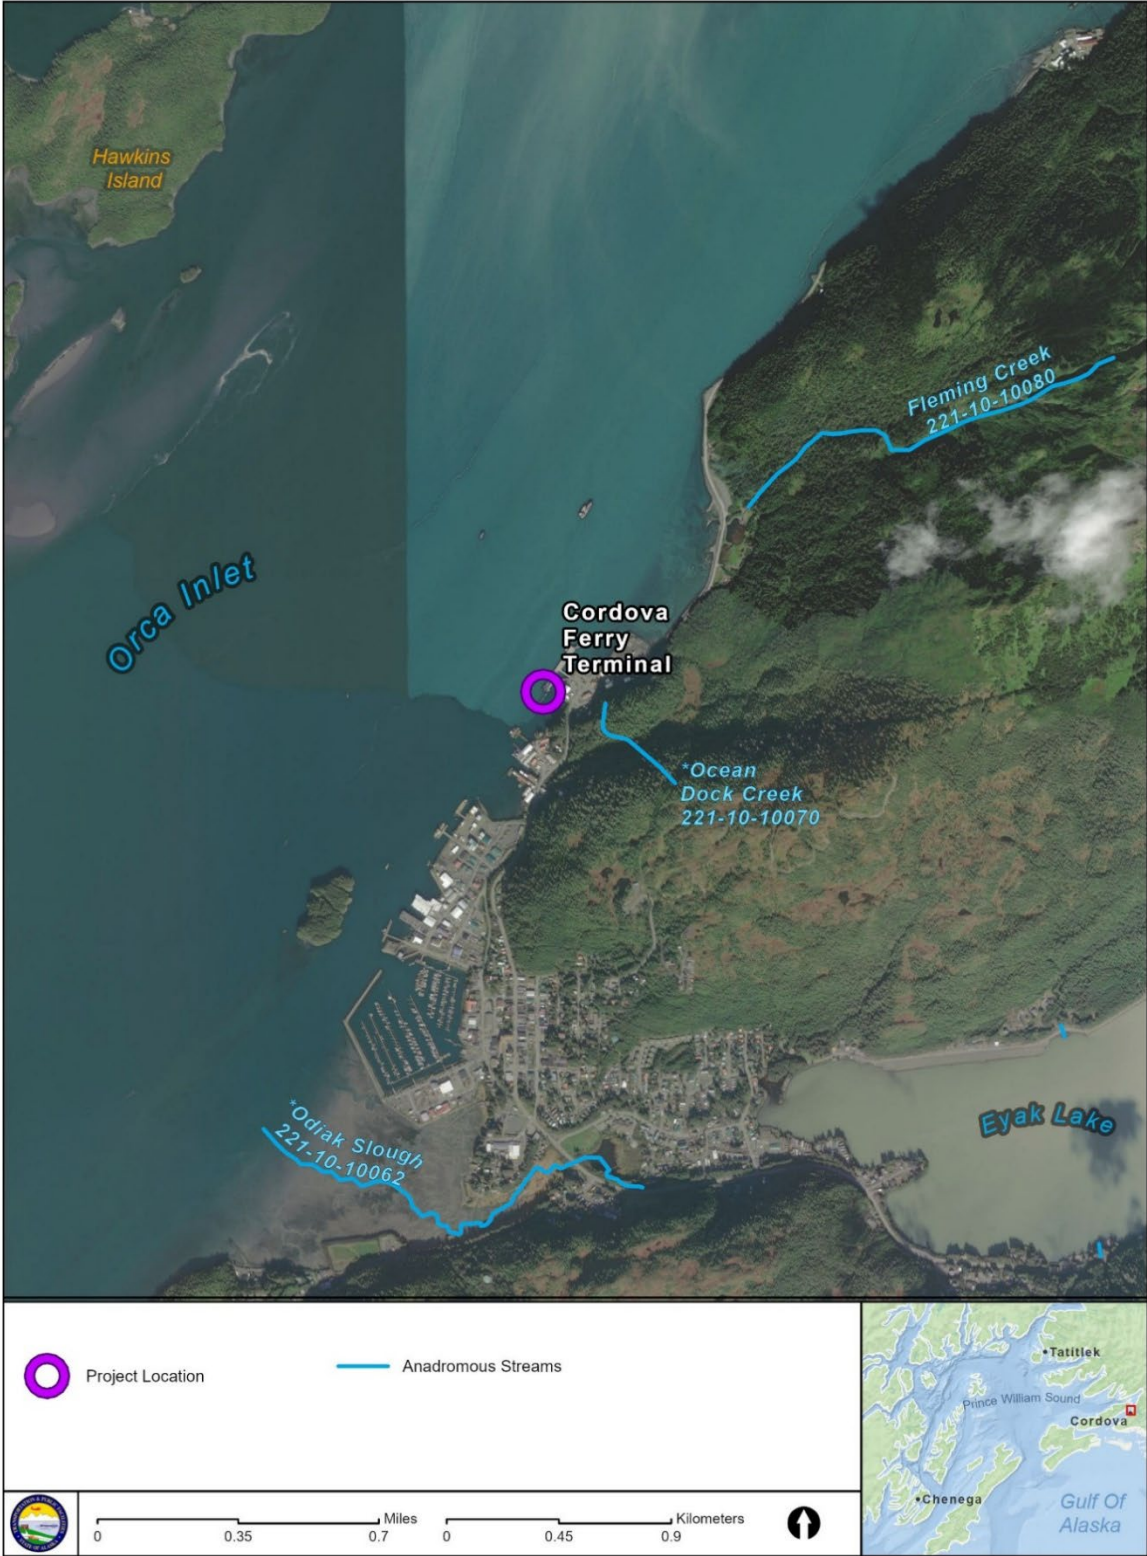 Hawkins
Island
Fleming Creek
221-10-10080
Orca Inlet
Cordova
Ferry
Terminal
*Ocean
Dock Creek
221-10-10070
*Odiak Slough
221-10-10062
Eyak Lake
Project Location
Anadromous Streams
Miles
0 0.35 0.7
Kilometers
0 0.45 0.9
Tatitlek
Prince William Sound
Cordova
Chenega
Gulf Of
Alaska